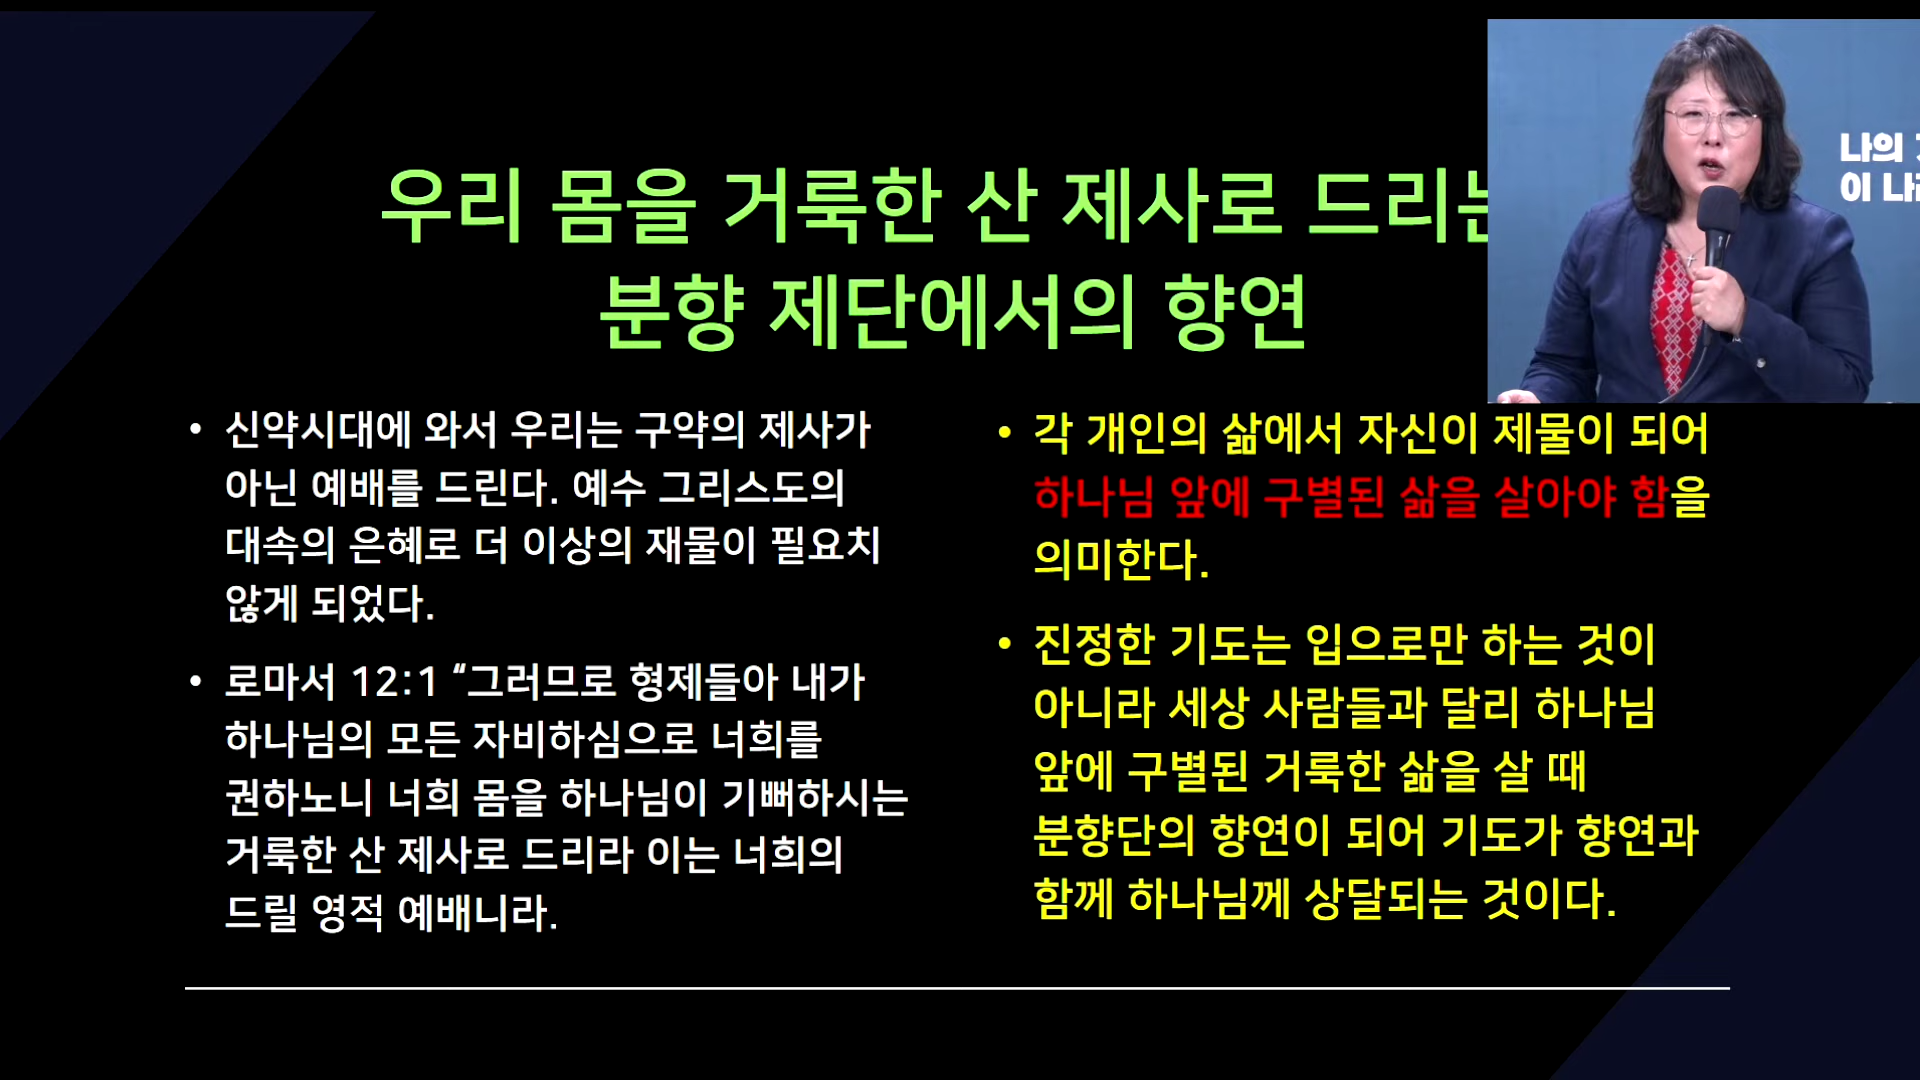 우리 몸을 거룩한 산 제사로 드리는
분향 제단에서의 향연
• 신약시대에 와서 우리는 구약의 제사가
아닌 예배를 드린다. 예수 그리스도의
대속의 은혜로 더 이상의 재물이 필요치
않게 되었다.
• 로마서 12:1 “그러므로 형제들아 내가
하나님의 모든 자비하심으로 너희를
권하노니 너희 몸을 하나님이 기뻐하시는
거룩한 산 제사로 드리라 이는 너희의
드릴 영적 예배니라.
• 각 개인의 삶에서 자신이 제물이 되어
하나님 앞에 구별된 삶을 살아야 함을
의미한다.
• 진정한 기도는 입으로만 하는 것이
아니라 세상 사람들과 달리 하나님
앞에 구별된 거룩한 삶을 살 때
분향단의 향연이 되어 기도가 향연과
함께 하나님께 상달되는 것이다.
나의
이